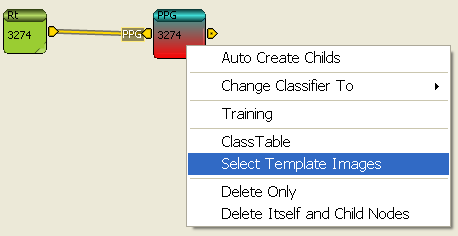 Rt
3274
PPG
PPG
3274
Auto Create Childs
Change Classifier To
Training
ClassTable
Select Template Images
Delete Only
Delete Itself and Child Nodes